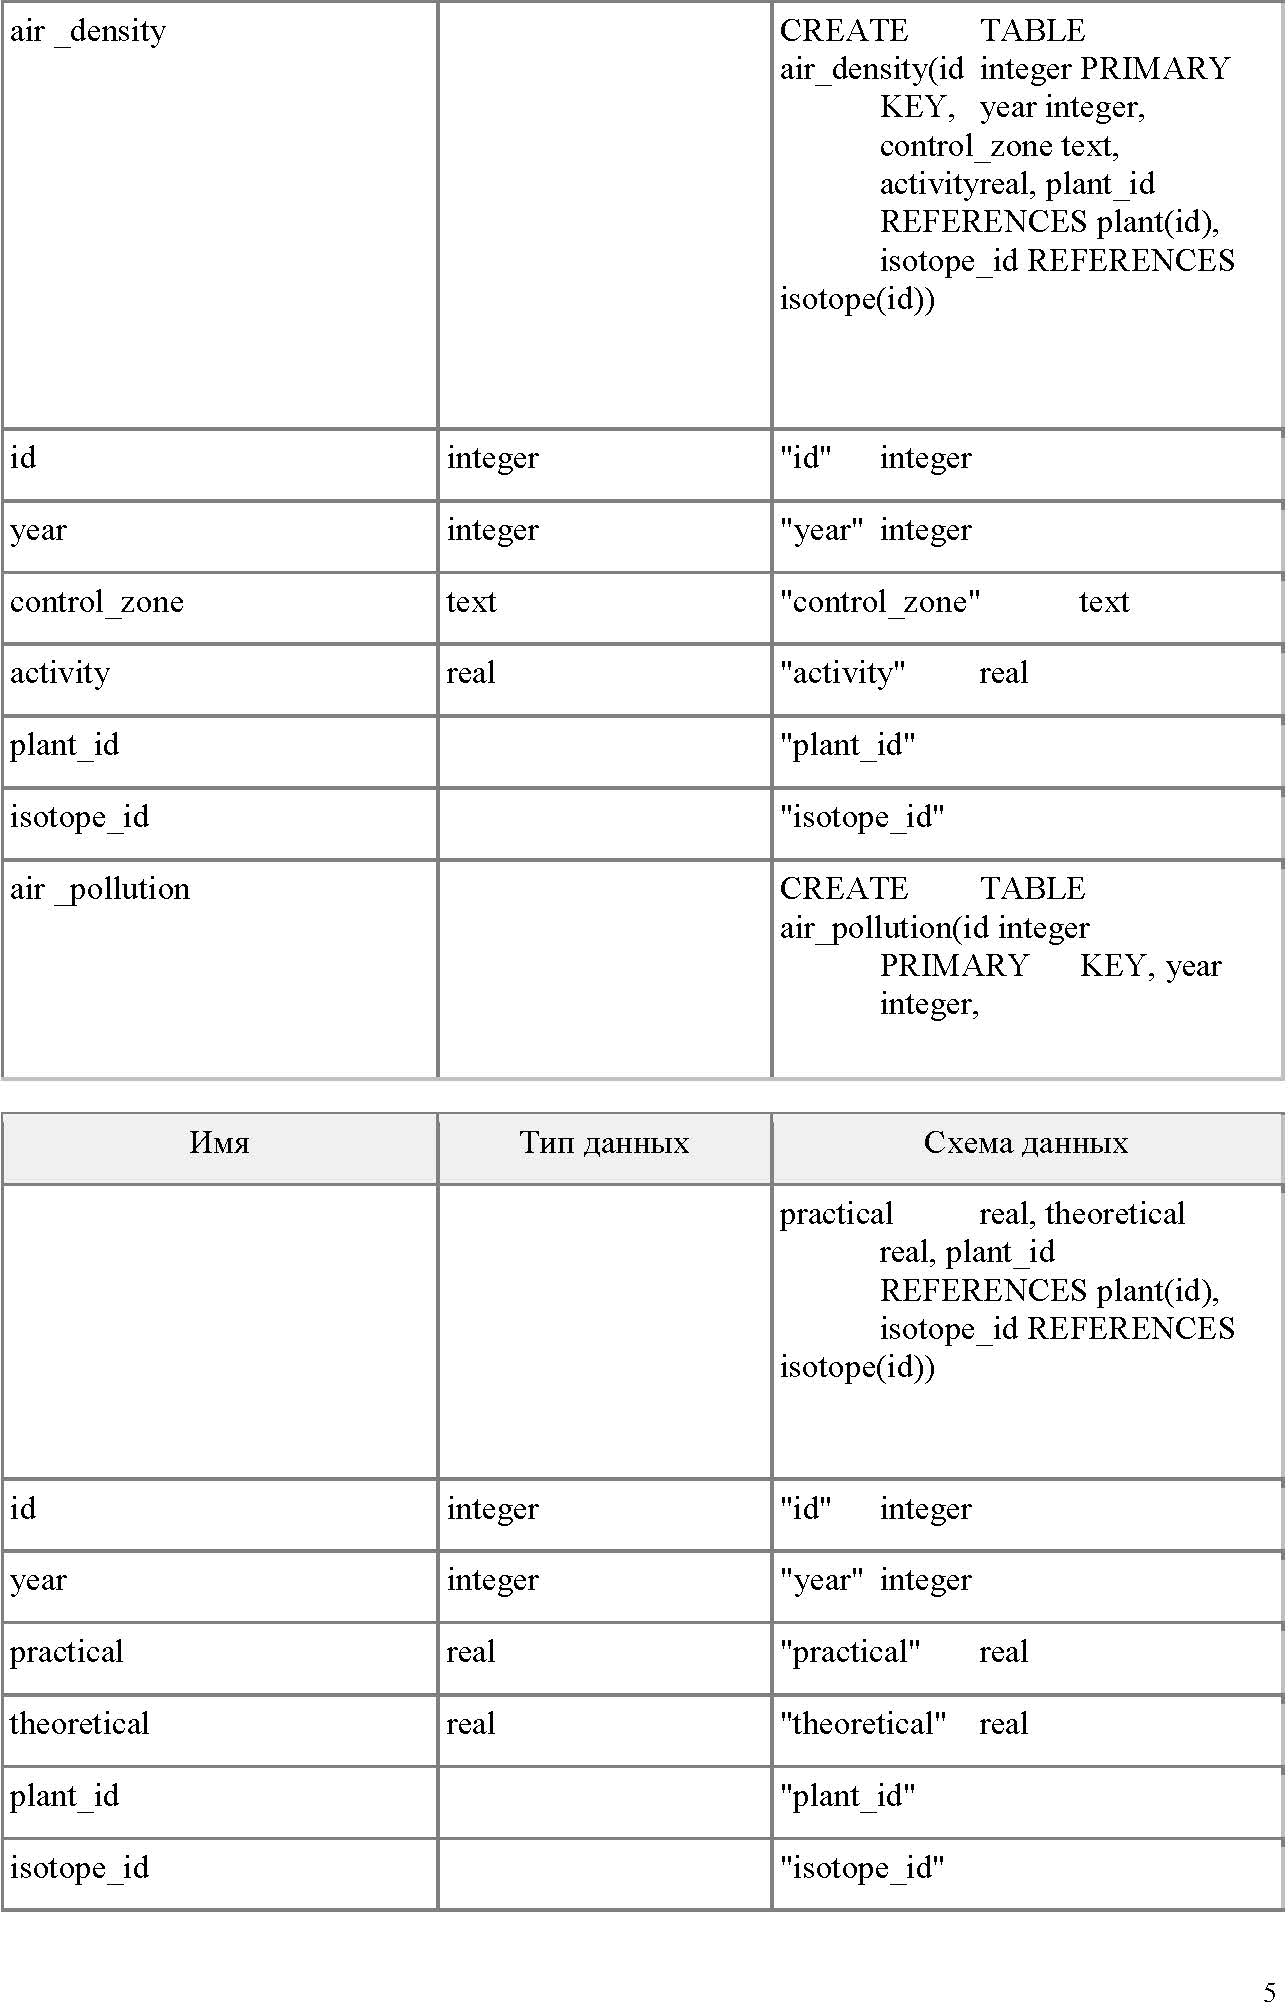 air _density CREATE TABLE
air_density(id integer PRIMARY
KEY, year integer,
control_zone text,
activityreal, plant_id
REFERENCES plant(id),
isotope_id REFERENCES
isotope(id))
id integer "id" integer
year integer "year" integer
control_zone text "control_zone" text
activity real "activity" real
plant_id "plant_id"
isotope_id "isotope_id"
air _pollution CREATE TABLE
air_pollution(id integer
PRIMARY KEY, year
integer,
Имя Тип данных Схема данных
practical real, theoretical
real, plant_id
REFERENCES plant(id),
isotope_id REFERENCES
isotope(id))
id integer "id" integer
year integer "year" integer
practical real "practical" real
theoretical real "theoretical" real
plant_id "plant_id"
isotope_id "isotope_id"
5